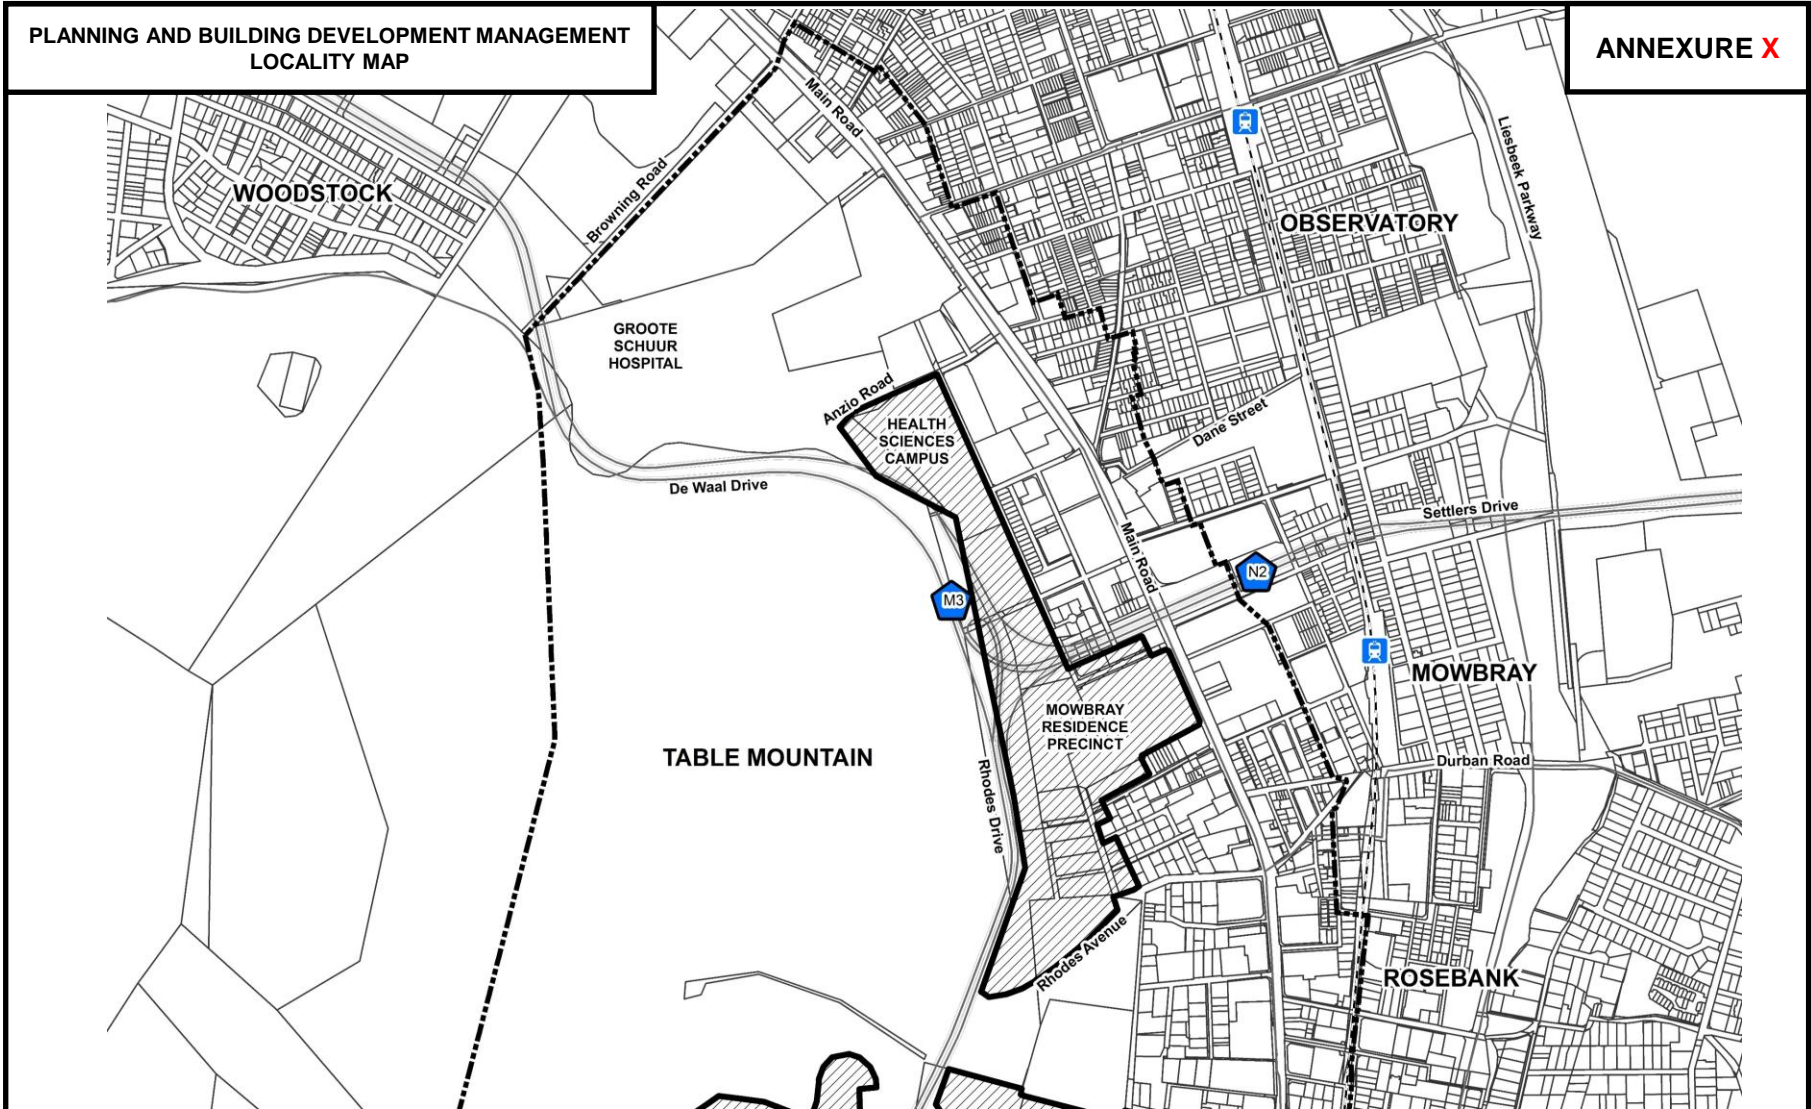 PLANNING AND BUILDING DEVELOPMENT MANAGEMENT
LOCALITY MAP
ANNEXURE X
Main Road
Liesbeek Parkway
WOODSTOCK
Browning Road
OBSERVATORY
GROOTE
SCHUUR
HOSPITAL
Anzio Road
HEALTH
SCIENCES
CAMPUS
Dane Street
De Waal Drive
Settlers Drive
Main Road
N2
M3
MOWBRAY
MOWBRAY
RESIDENCE
PRECINCT
TABLE MOUNTAIN
Durban Road
Rhodes Drive
Rhodes Avenue
ROSEBANK